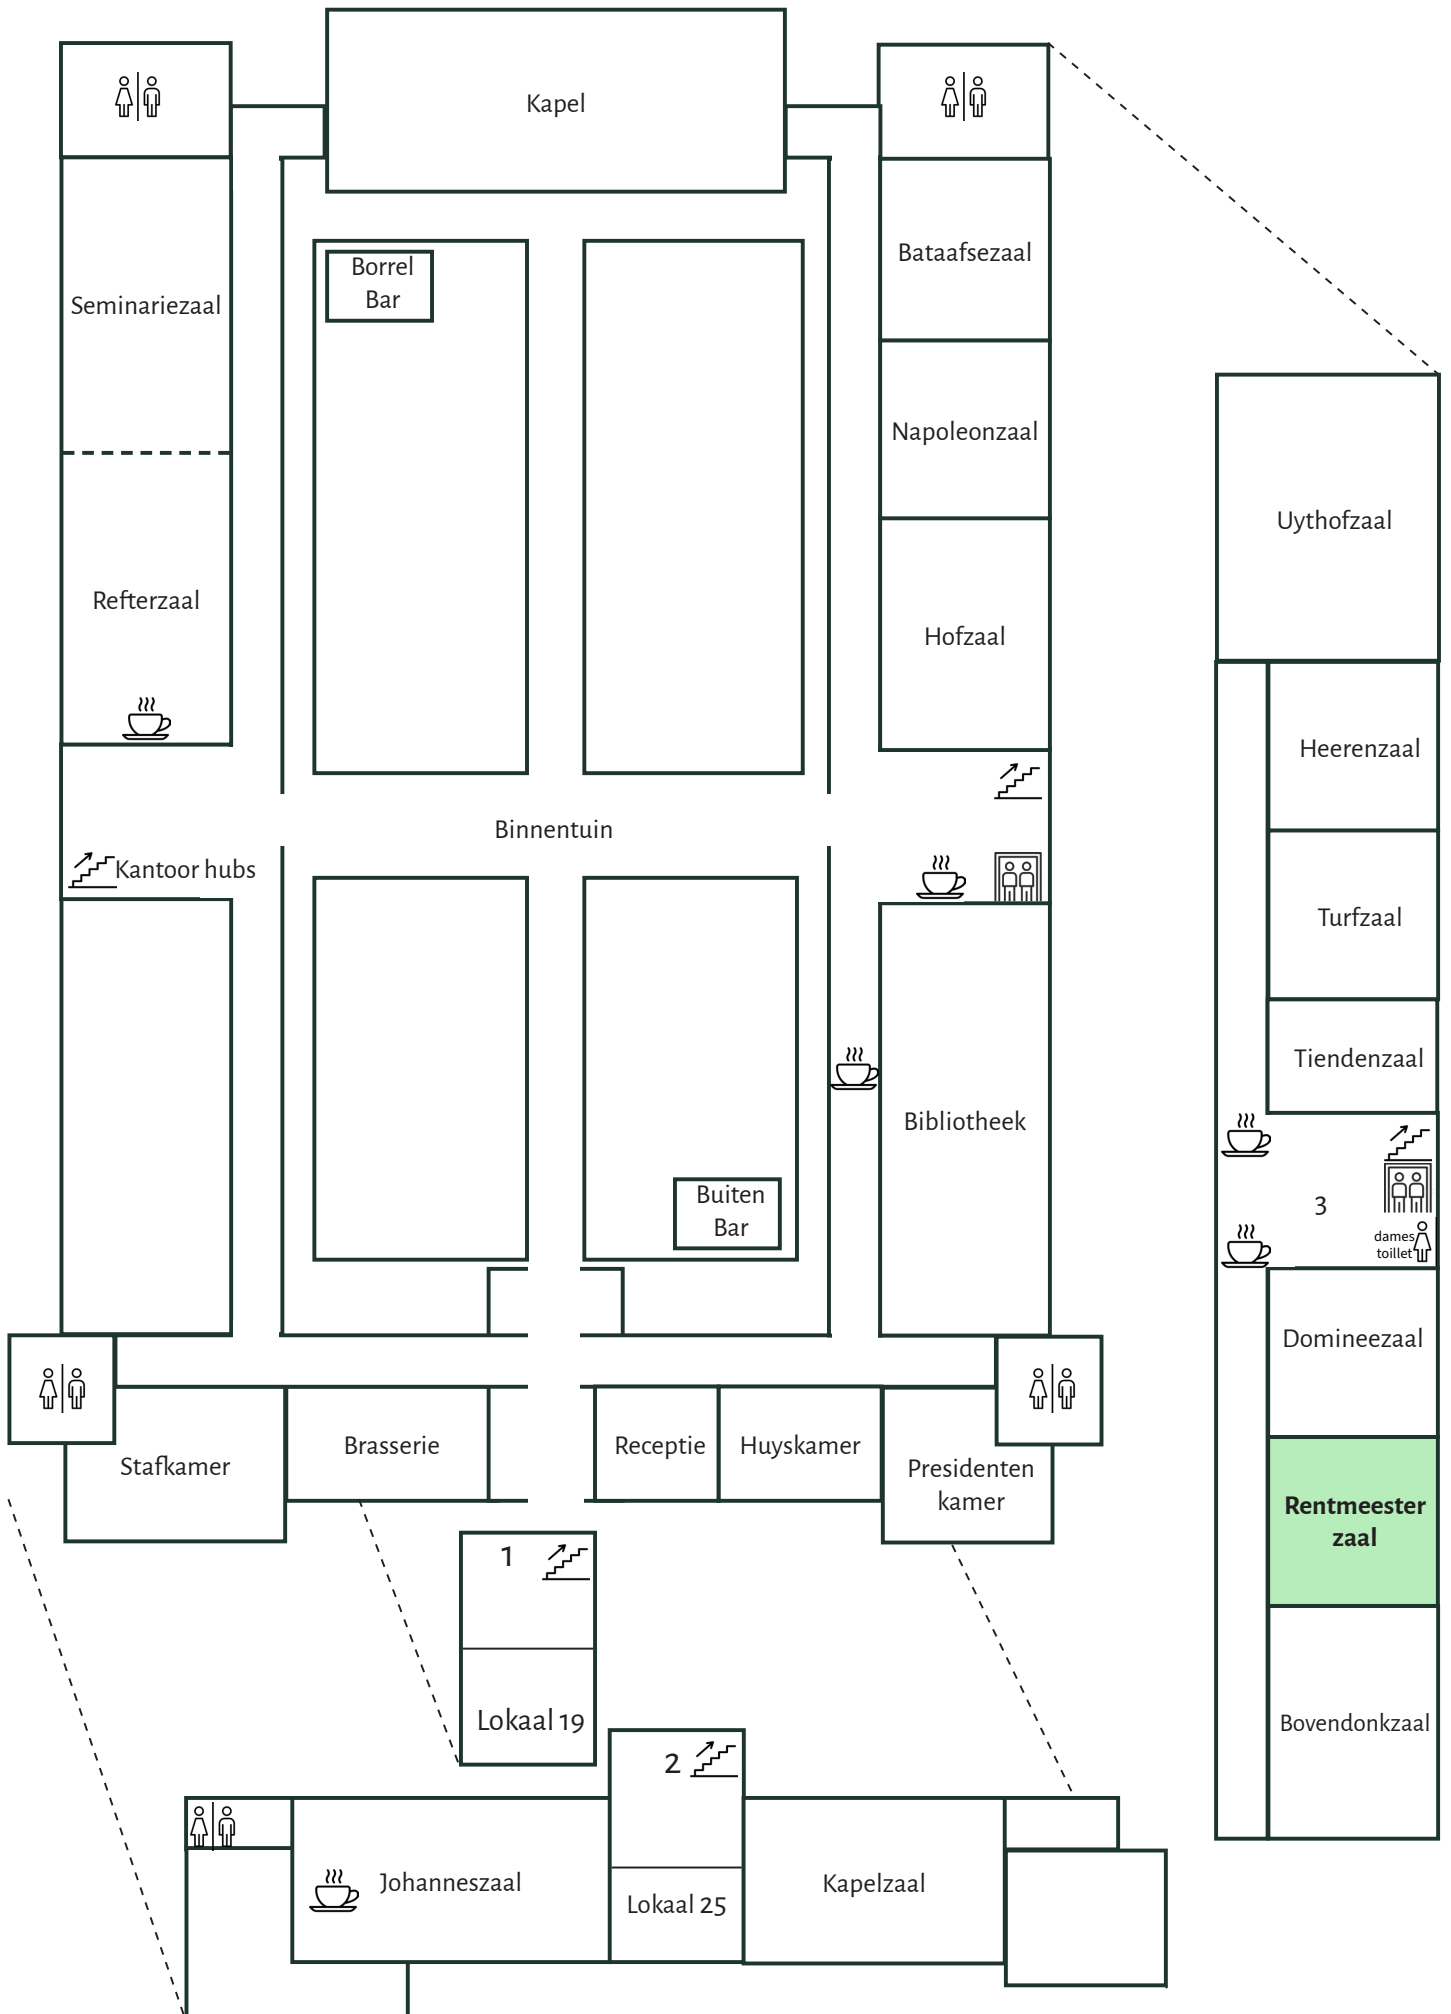 Kapel
Borrel
Bar
Bataafsezaal
Seminariezaal
Napoleonzaal
Uythofzaal
Refterzaal
Hofzaal
Heerenzaal
Binnentuin
Kantoor hubs
Turfzaal
Tiendenzaal
Bibliotheek
Buiten
Bar
3
dames
toillet
Domineezaal
Stafkamer
Brasserie
Receptie
Huyskamer
Presidenten
kamer
Rentmeester
zaal
1
Lokaal 19
Bovendonkzaal
2
Johanneszaal
Lokaal 25
Kapelzaal